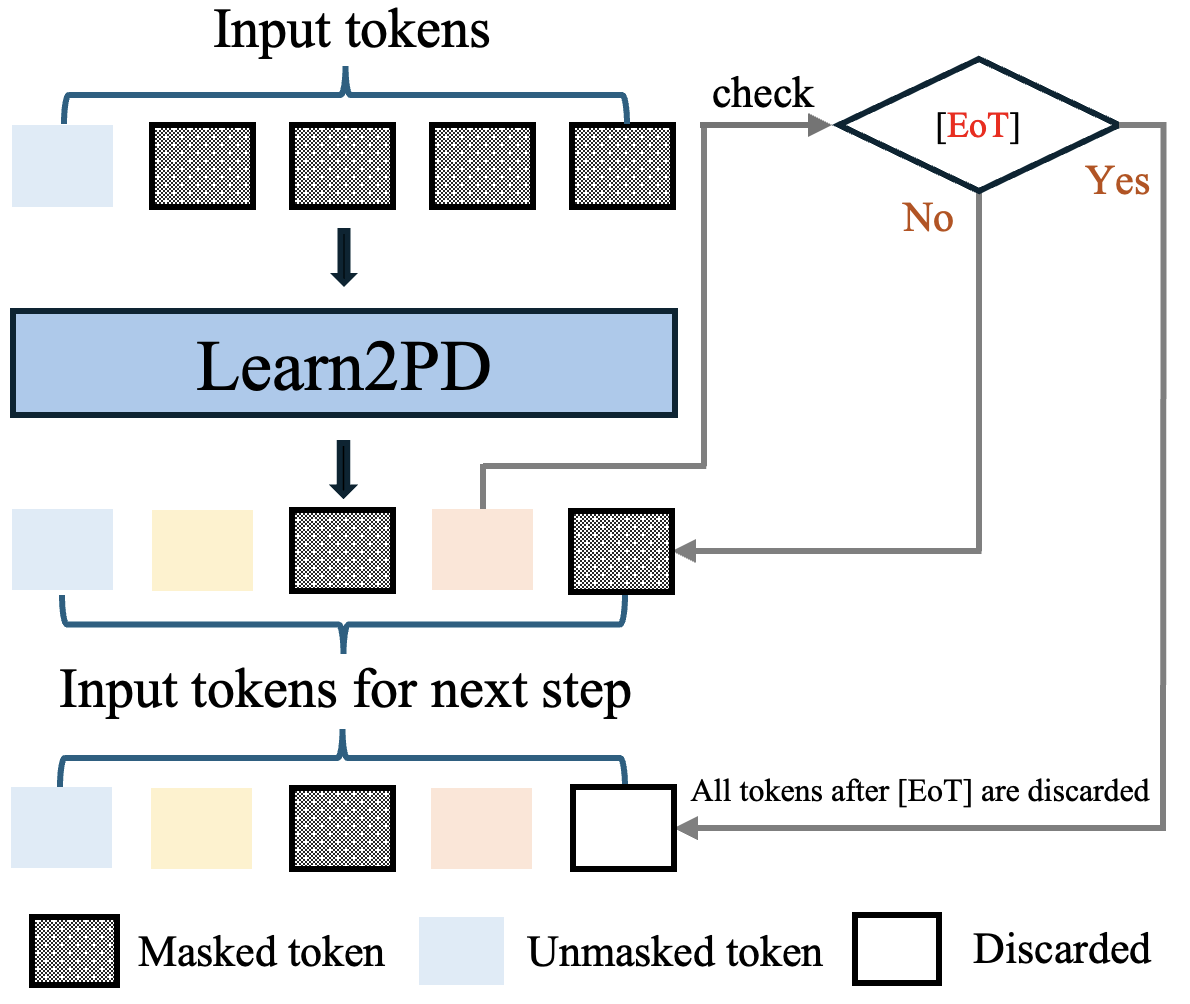 Input tokens
check
[EoT]
Yes
No
Learn2PD
Input tokens for next step
All tokens after [EoT] are discarded
Masked token
Unmasked token
Discarded